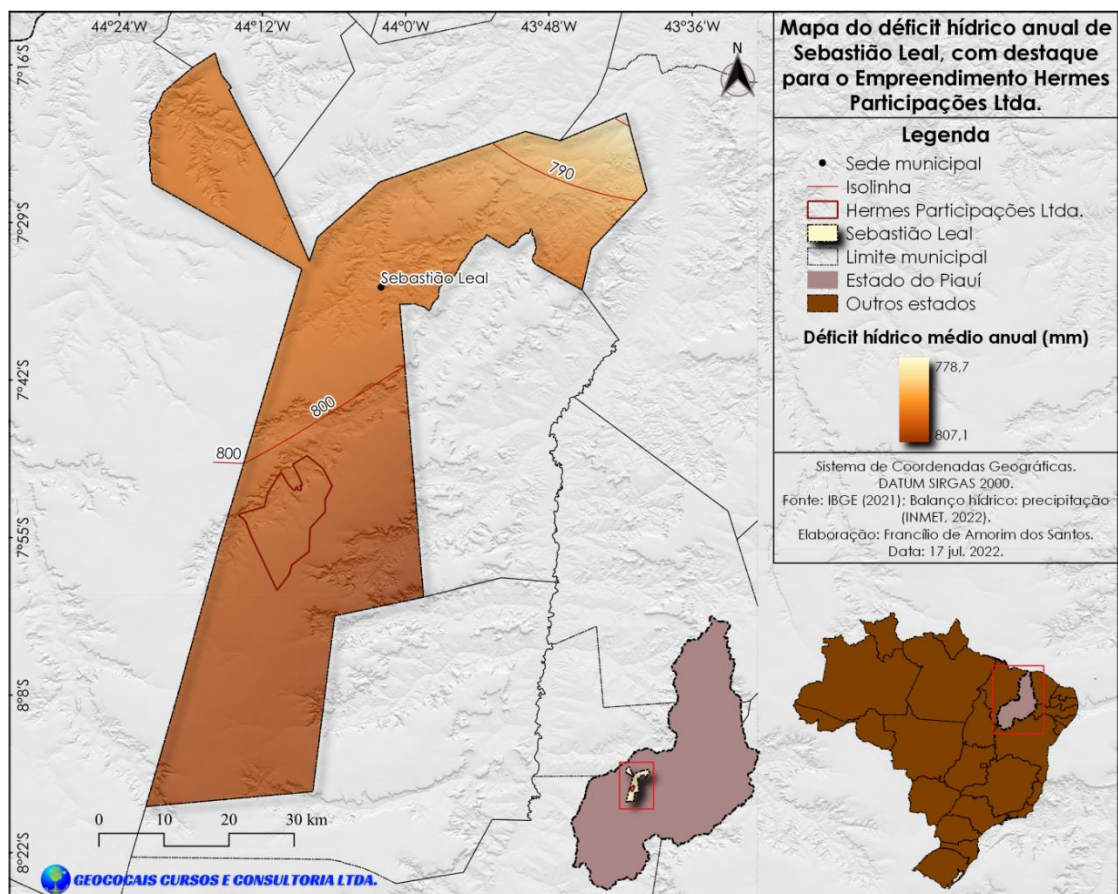 44°24'W
44°12'W
44°0'W
43°48'W
43°36'W
7°16'S
7°29'S
7°42'S
7°55'S
8°8'S
8°22'S
N
790
Sebastião Leal
800
800
0 10 20 30 km
GEOCOCAIS CURSOS E CONSULTORIA LTDA.
Mapa do déficit hídrico anual de
Sebastião Leal, com destaque
para o Empreendimento Hermes
Participações Ltda.
Legenda
Sede municipal
Isolinha
Hermes Participações Ltda.
Sebastião Leal
Limite municipal
Estado do Piauí
Outros estados
Déficit hídrico médio anual (mm)
778,7
807,1
Sistema de Coordenadas Geográficas.
DATUM SIRGAS 2000.
Fonte: IBGE (2021); Balanço hídrico: precipitação
(INMET, 2022).
Elaboração: Francílio de Amorim dos Santos.
Data: 17 jul. 2022.